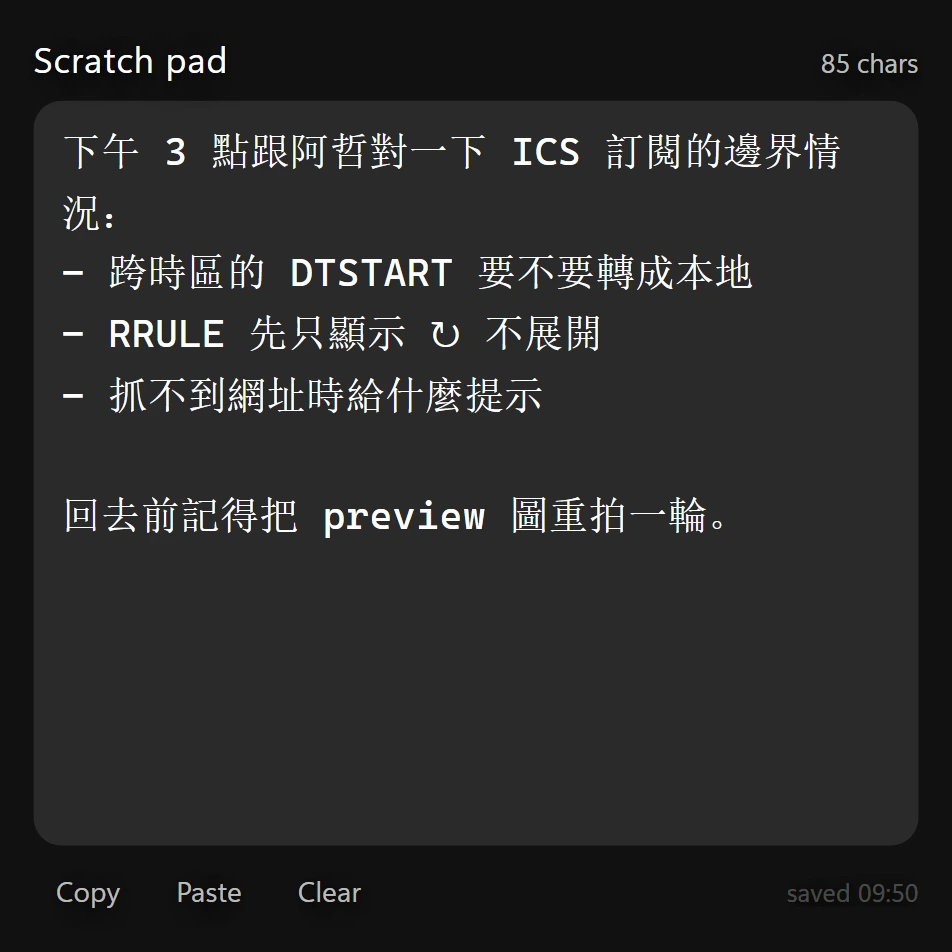 Scratch pad
85 chars
下午 3 點跟阿哲對一下 ICS 訂閱的邊界情
況：
- 跨時區的 DTSTART 要不要轉成本地
- RRULE 先只顯示 ↻ 不展開
- 抓不到網址時給什麼提示
回去前記得把 preview 圖重拍一輪。
Copy
Paste
Clear
saved 09:50